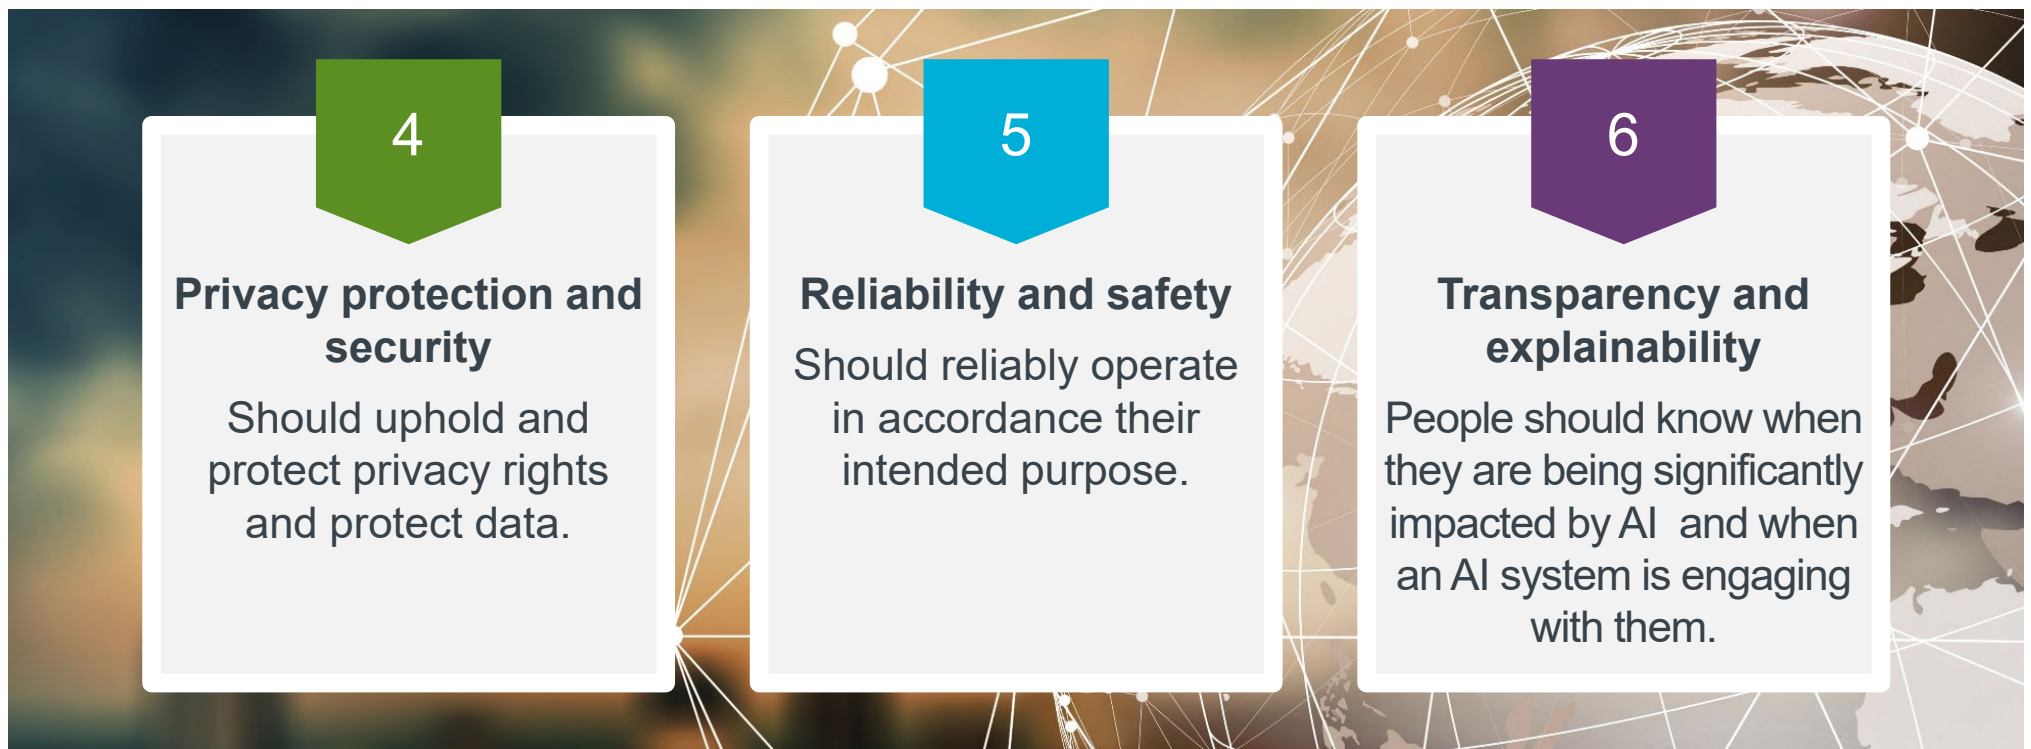 4
Privacy protection and
security
Should uphold and
protect privacy rights
and protect data.
5
Reliability and safety
Should reliably operate
in accordance their
intended purpose.
6
Transparency and
explainability
People should know when
they are being significantly
impacted by AI  and when
an AI system is engaging
with them.